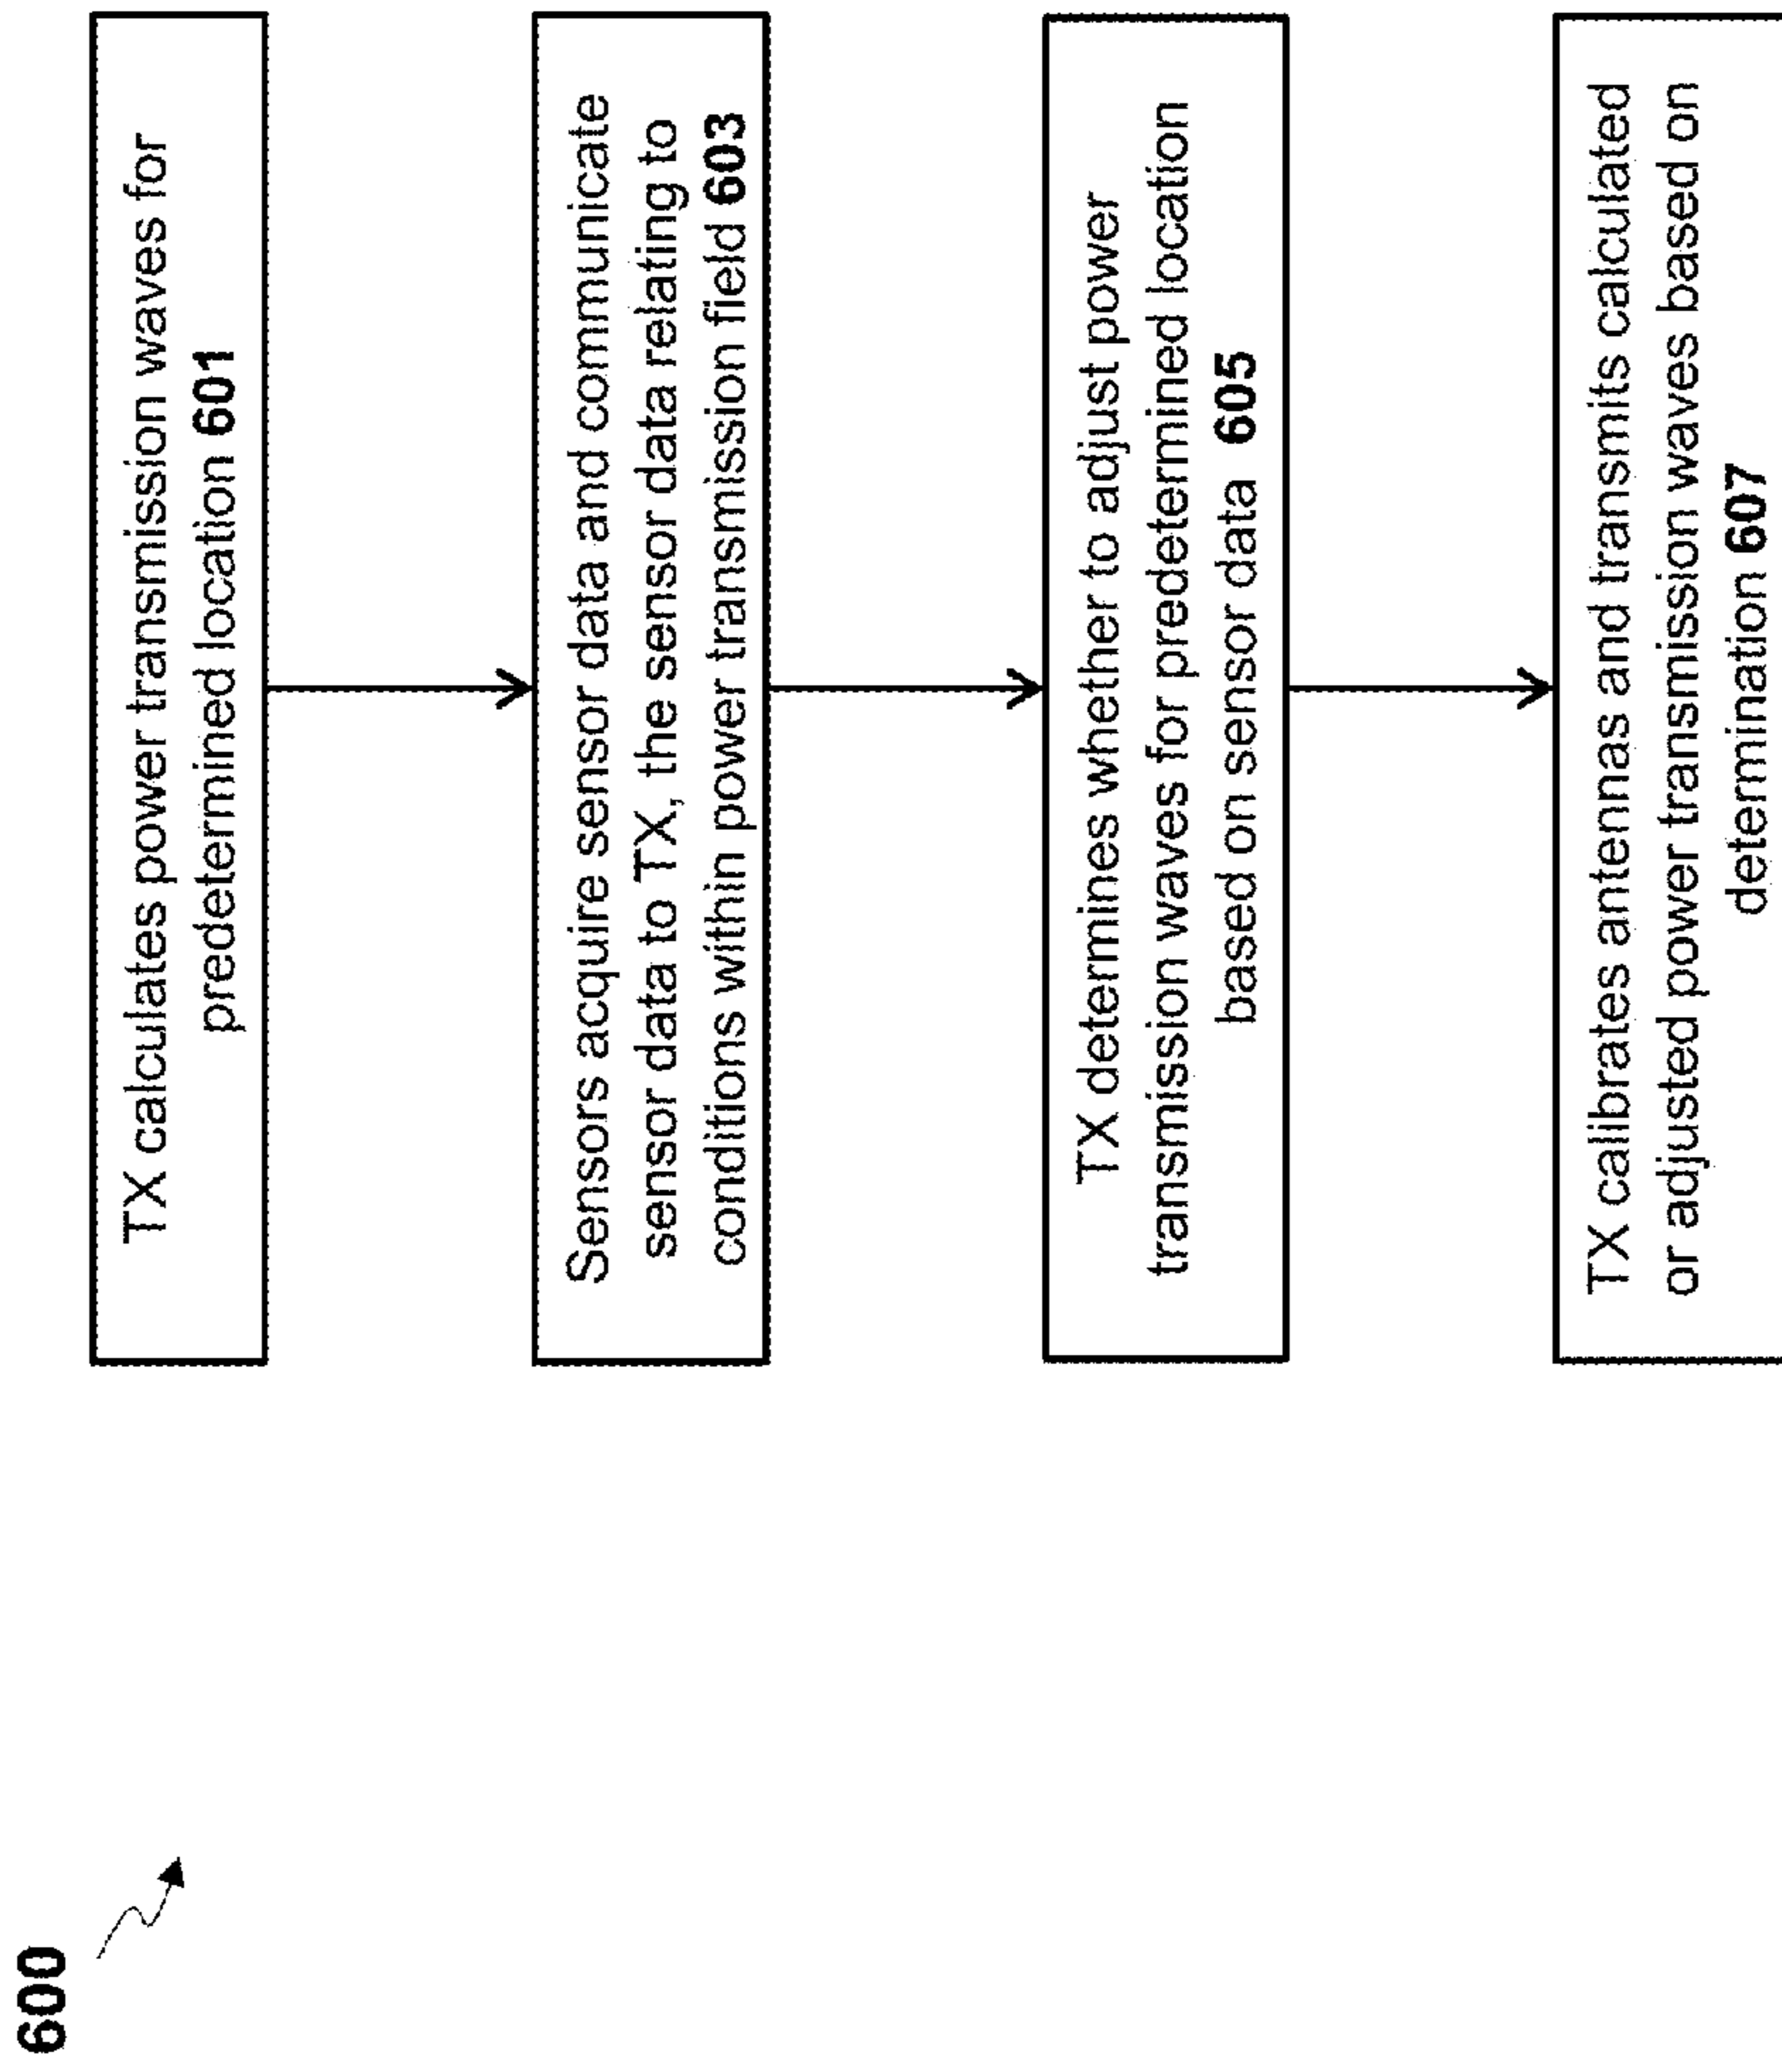 600
TX calculates power transmission waves for
predetermined location 601
Sensors acquire sensor data and communicate
sensor data to TX, the sensor data relating to
conditions within power transmission field 603
TX determines whether to adjust power
transmission waves for predetermined location
based on sensor data 605
TX calibrates antennas and transmits calculated
or adjusted power transmission waves based on
determination 607